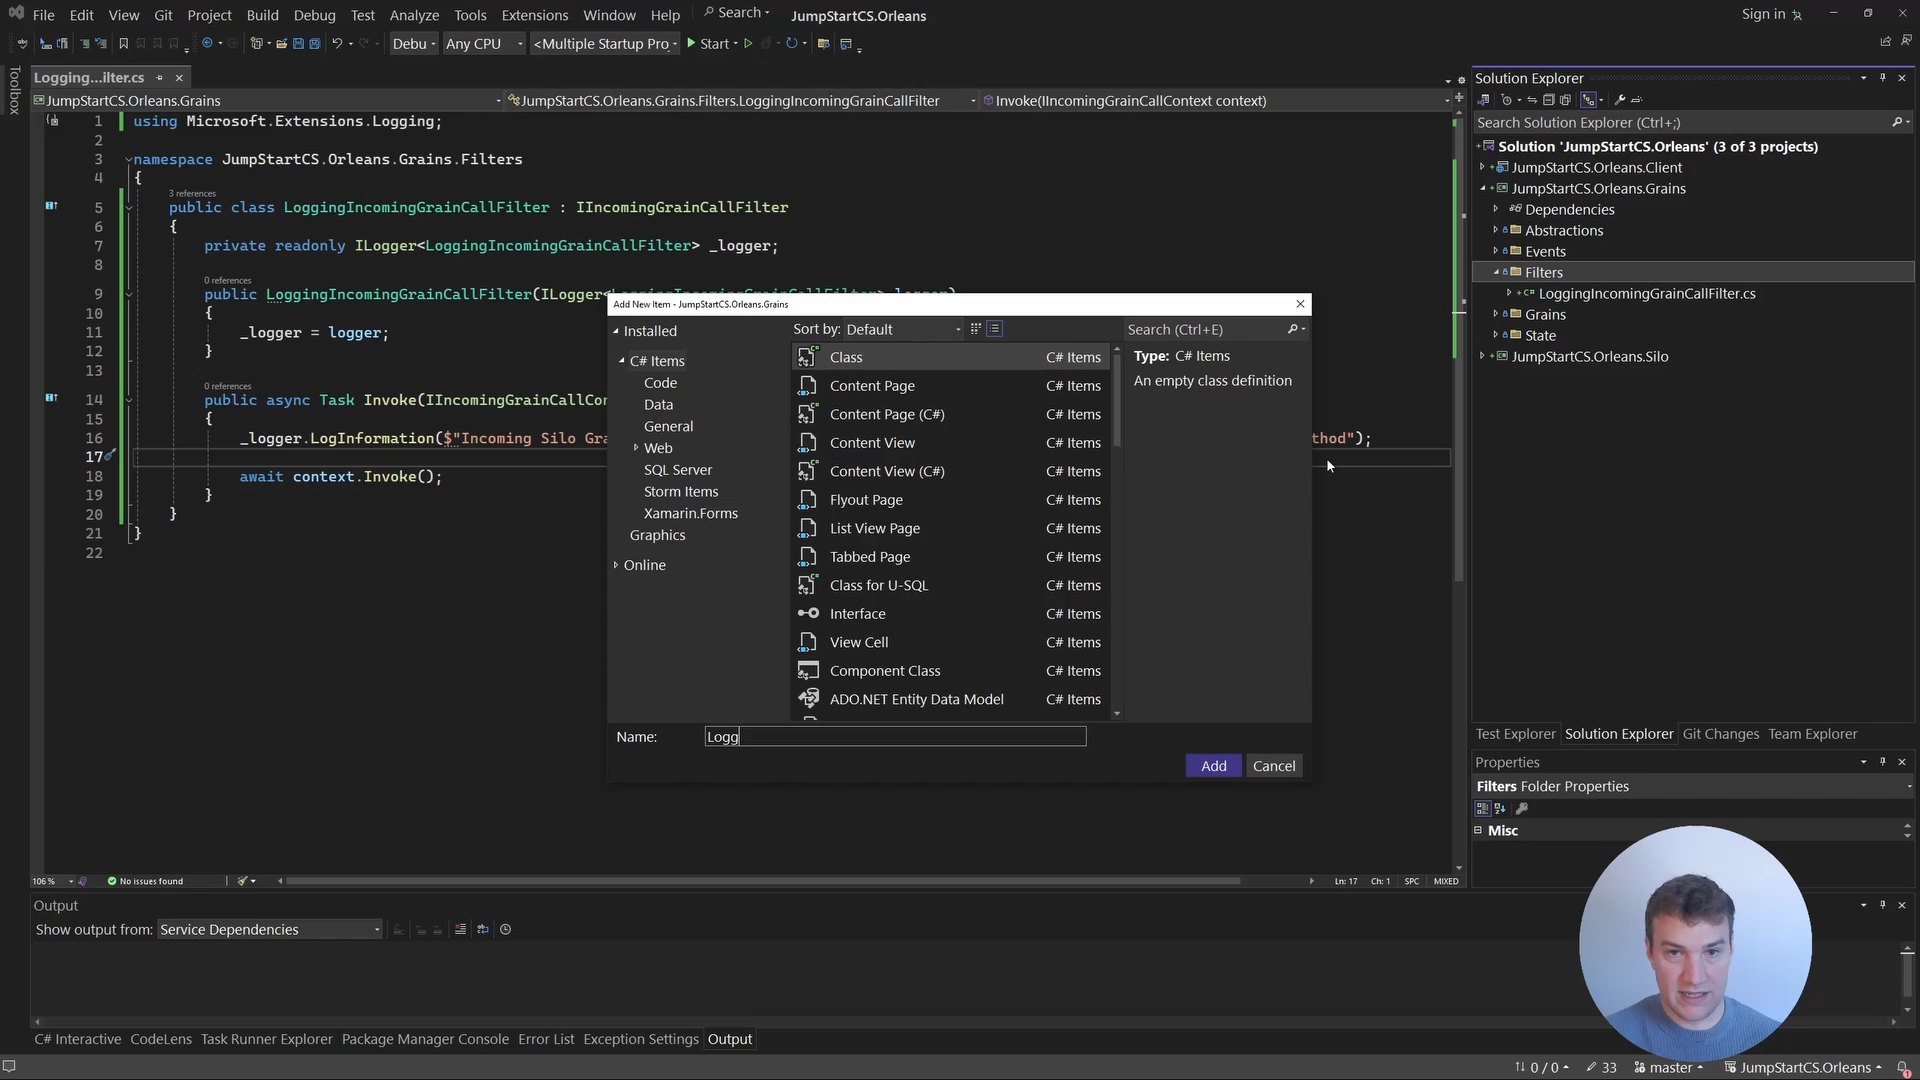 File Edit View Git Project Build Debug Test Analyze Tools Extensions Window Help Search JumpStartCS.Orleans Sign in
Debu Any CPU <Multiple Startup Pro Start
Toolbox
Logging...ilter.cs
JumpStartCS.Orleans.Grains JumpStartCS.Orleans.Grains.Filters.LoggingIncomingGrainCallFilter Invoke(IIncomingGrainCallContext context)
1 using Microsoft.Extensions.Logging;
2
3 namespace JumpStartCS.Orleans.Grains.Filters
4 {
3 references
5 public class LoggingIncomingGrainCallFilter : IIncomingGrainCallFilter
6 {
7 private readonly ILogger<LoggingIncomingGrainCallFilter> _logger;
8
0 references
9 public LoggingIncomingGrainCallFilter(ILogger
10 {
11 _logger = logger;
12 }
13
0 references
14 public async Task Invoke(IIncomingGrainCallCon
15 {
16 _logger.LogInformation($"Incoming Silo Gra thod");
17
18 await context.Invoke();
19 }
20 }
21 }
22
Add New Item - JumpStartCS.Orleans.Grains
Installed
C# Items
Code
Data
General
Web
SQL Server
Storm Items
Xamarin.Forms
Graphics
Online
Sort by: Default
Search (Ctrl+E)
Class C# Items
Content Page C# Items
Content Page (C#) C# Items
Content View C# Items
Content View (C#) C# Items
Flyout Page C# Items
List View Page C# Items
Tabbed Page C# Items
Class for U-SQL C# Items
Interface C# Items
View Cell C# Items
Component Class C# Items
ADO.NET Entity Data Model C# Items
Type: C# Items
An empty class definition
Name: Logg
Add Cancel
Solution Explorer
Search Solution Explorer (Ctrl+;)
Solution 'JumpStartCS.Orleans' (3 of 3 projects)
JumpStartCS.Orleans.Client
JumpStartCS.Orleans.Grains
Dependencies
Abstractions
Events
Filters
LoggingIncomingGrainCallFilter.cs
Grains
State
JumpStartCS.Orleans.Silo
Test Explorer Solution Explorer Git Changes Team Explorer
Properties
Filters Folder Properties
Misc
106 % No issues found Ln: 17 Ch: 1 SPC MIXED
Output
Show output from: Service Dependencies
C# Interactive CodeLens Task Runner Explorer Package Manager Console Error List Exception Settings Output
0 / 0 33 master JumpStartCS.Orleans